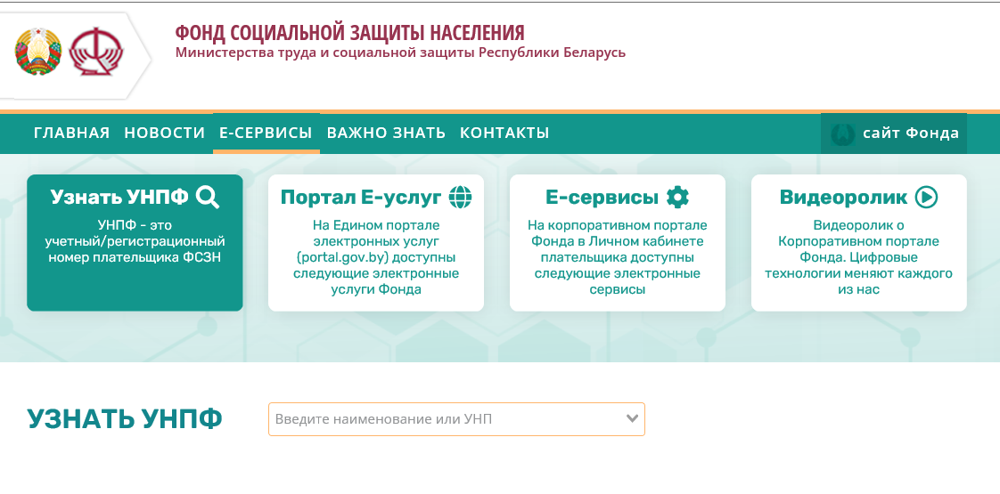 ФОНД СОЦИАЛЬНОЙ ЗАЩИТЫ НАСЕЛЕНИЯ
Министерства труда и социальной защиты Республики Беларусь
ГЛАВНАЯ НОВОСТИ Е-СЕРВИСЫ ВАЖНО ЗНАТЬ КОНТАКТЫ сайт Фонда
Узнать УНПФ
УНПФ - это
учетный/регистрационный
номер плательщика ФСЗН
Портал Е-услуг
На Едином портале
электронных услуг
(portal.gov.by) доступны
следующие электронные
услуги Фонда
Е-сервисы
На корпоративном портале
Фонда в Личном кабинете
плательщика доступны
следующие электронные
сервисы
Видеоролик
Видеоролик о
Корпоративном портале
Фонда. Цифровые
технологии меняют каждого
из нас
УЗНАТЬ УНПФ
Введите наименование или УНП